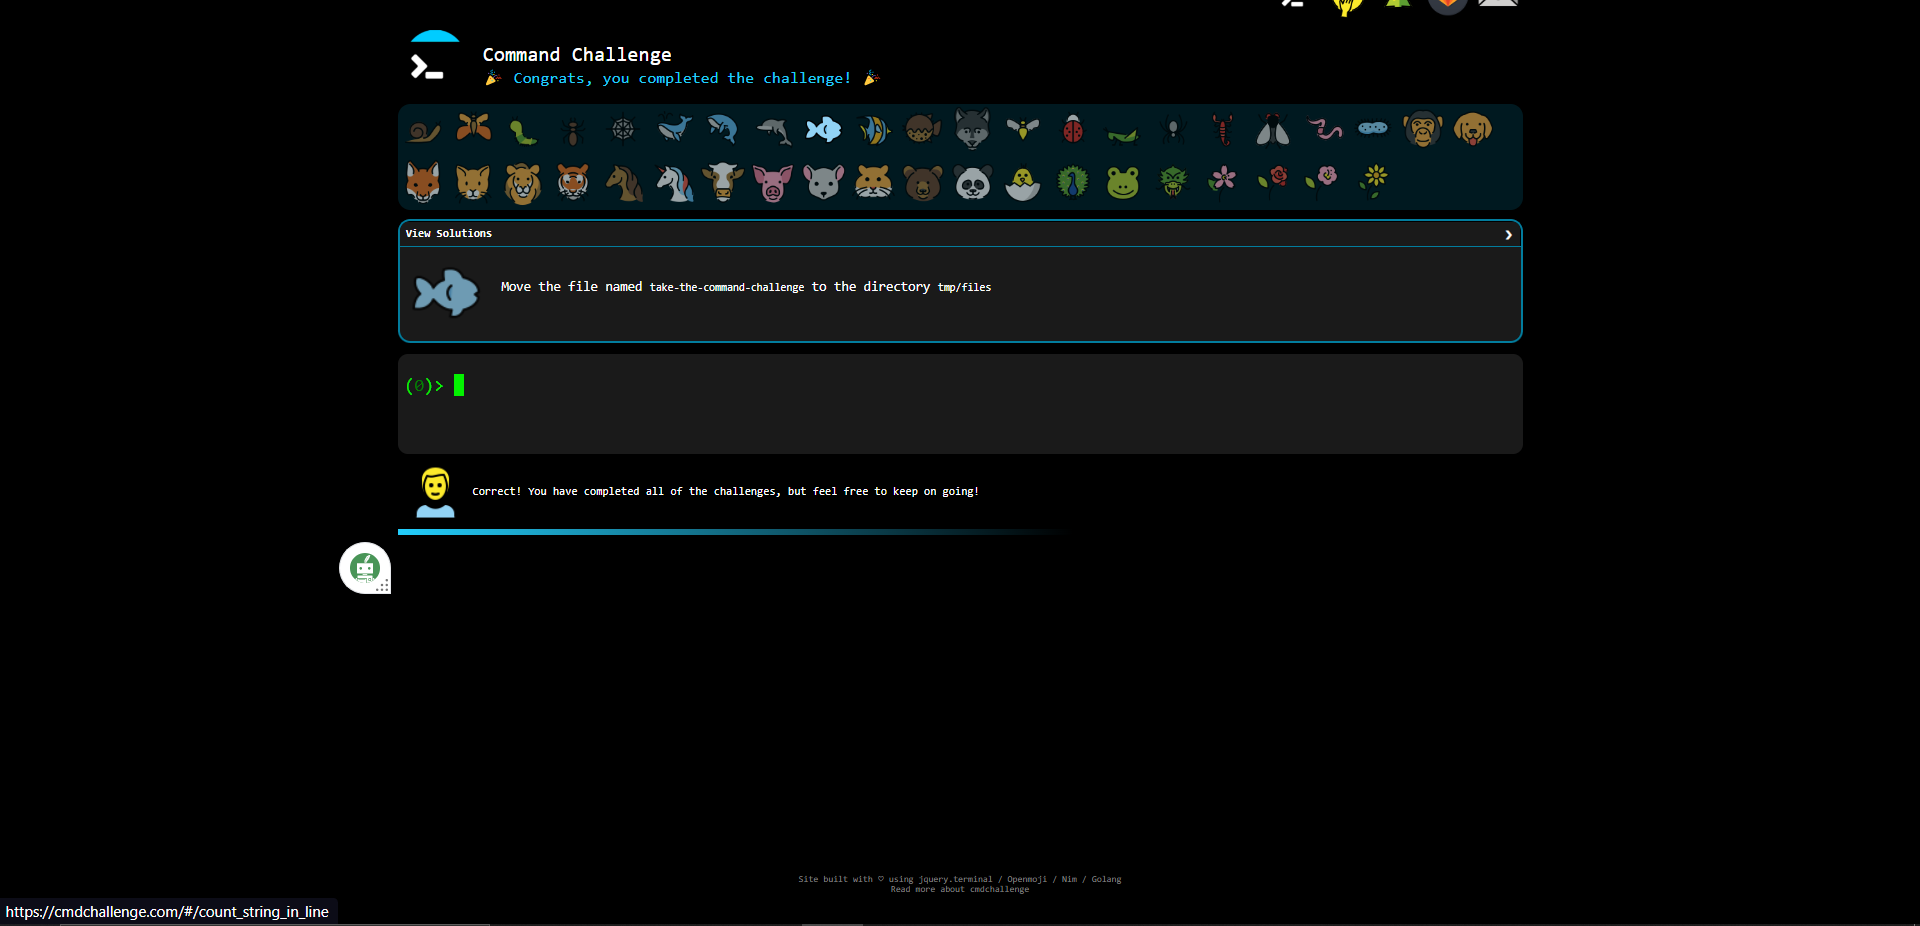 Command Challenge
🎉 Congrats, you completed the challenge! 🎉
View Solutions ❯
Move the file named take-the-command-challenge to the directory tmp/files
(0)>
Correct! You have completed all of the challenges, but feel free to keep on going!
Site built with ♡ using jquery.terminal / Openmoji / Nim / Golang
Read more about cmdchallenge
https://cmdchallenge.com/#/count_string_in_line